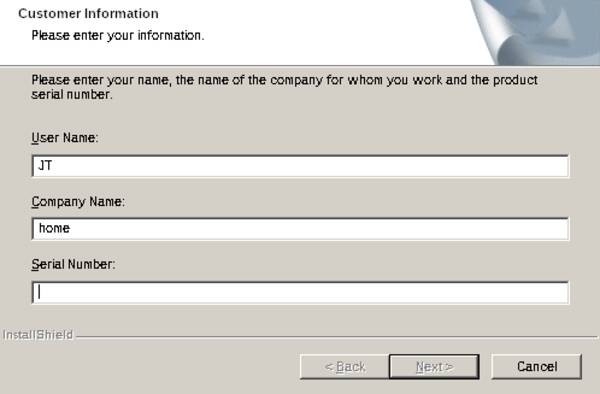 Customer Information
Please enter your information.
Please enter your name, the name of the company for whom you work and the product
serial number.
User Name:
JT
Company Name:
home
Serial Number:
InstallShield
< Back
Next >
Cancel